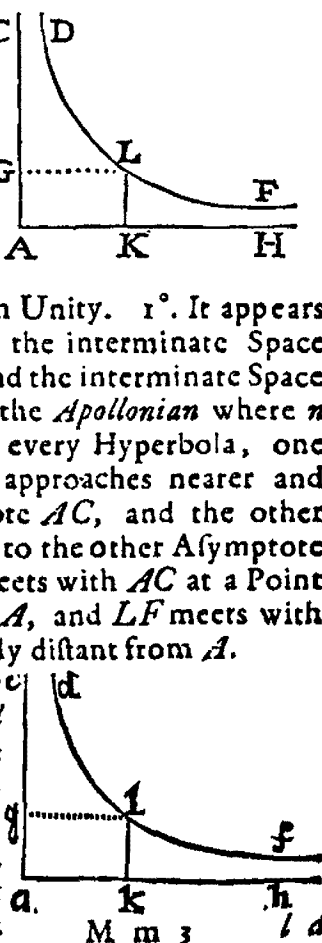 C D
L
G
F
A K H
n Unity. 1°. It appears
the interminate Space
nd the interminate Space
the Apollonian where n
every Hyperbola, one
approaches nearer and
ote AC, and the other
to the other Aſymptote
eets with AC at a Point
A, and LF meets with
ly diſtant from A.
c d
l
g
f
a. k .h
M m 3 l a